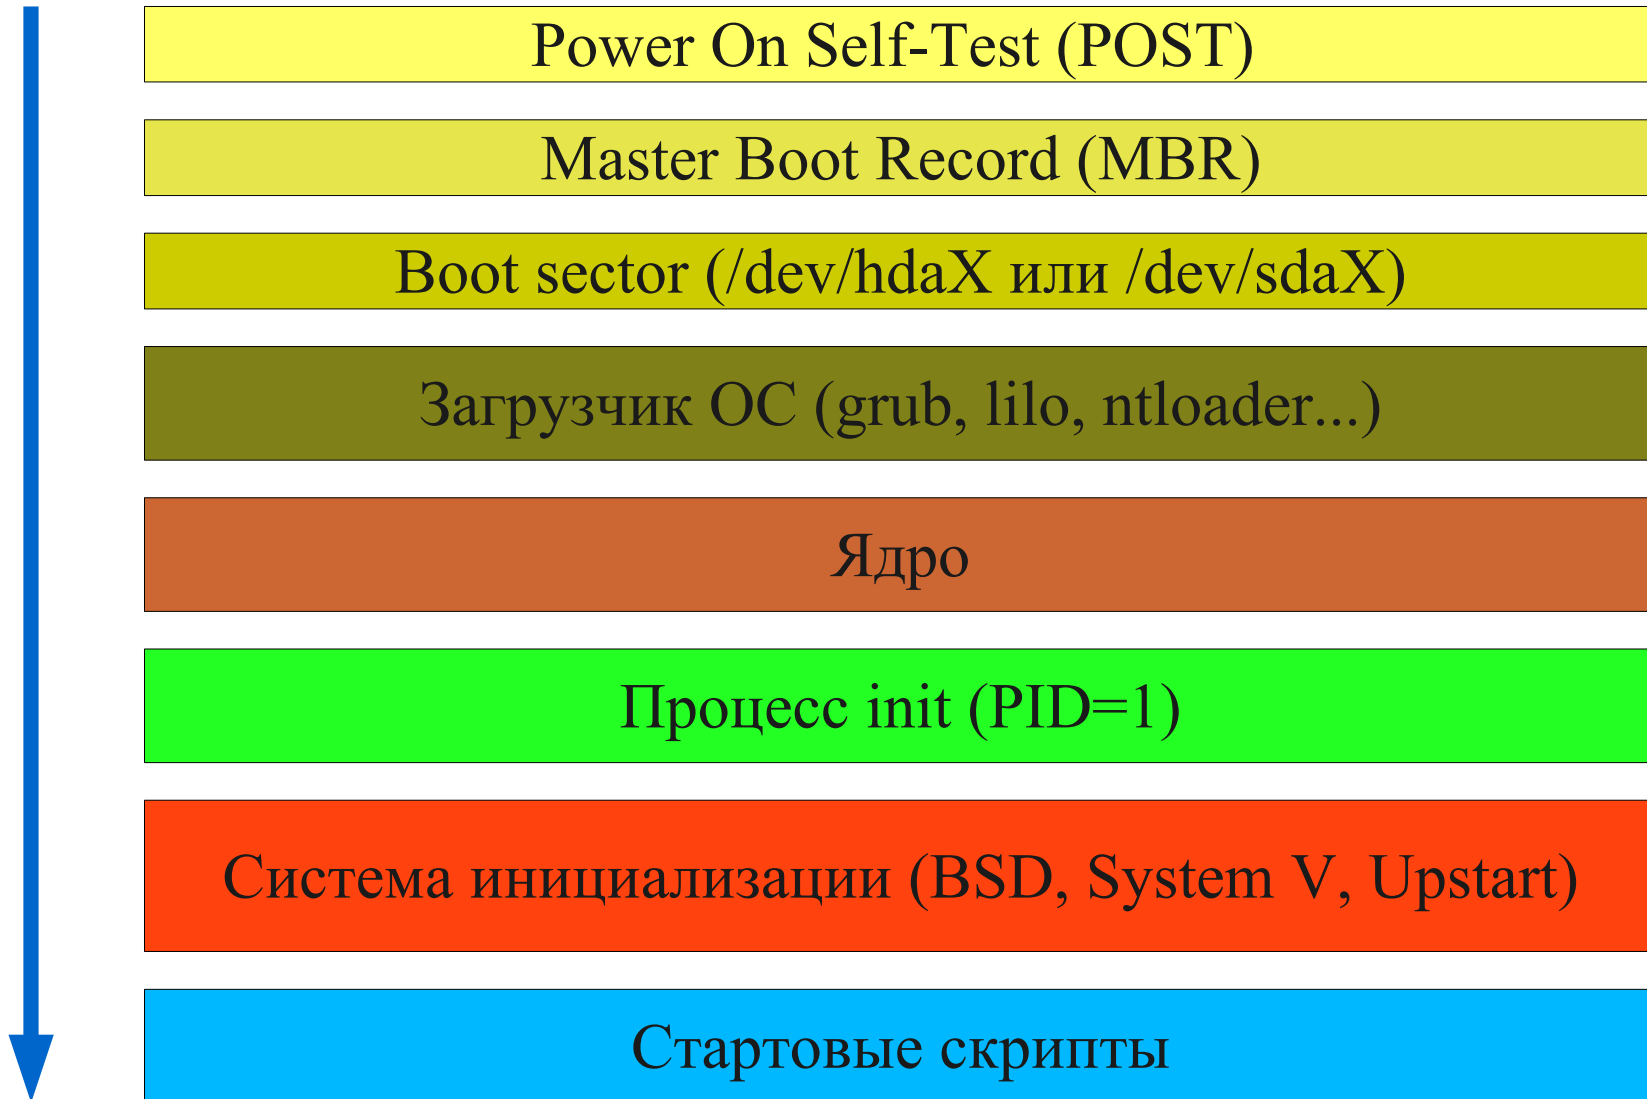 Power On Self-Test (POST)
Master Boot Record (MBR)
Boot sector (/dev/hdaX или /dev/sdaX)
Загрузчик ОС (grub, lilo, ntloader...)
Ядро
Процесс init (PID=1)
Система инициализации (BSD, System V, Upstart)
Стартовые скрипты